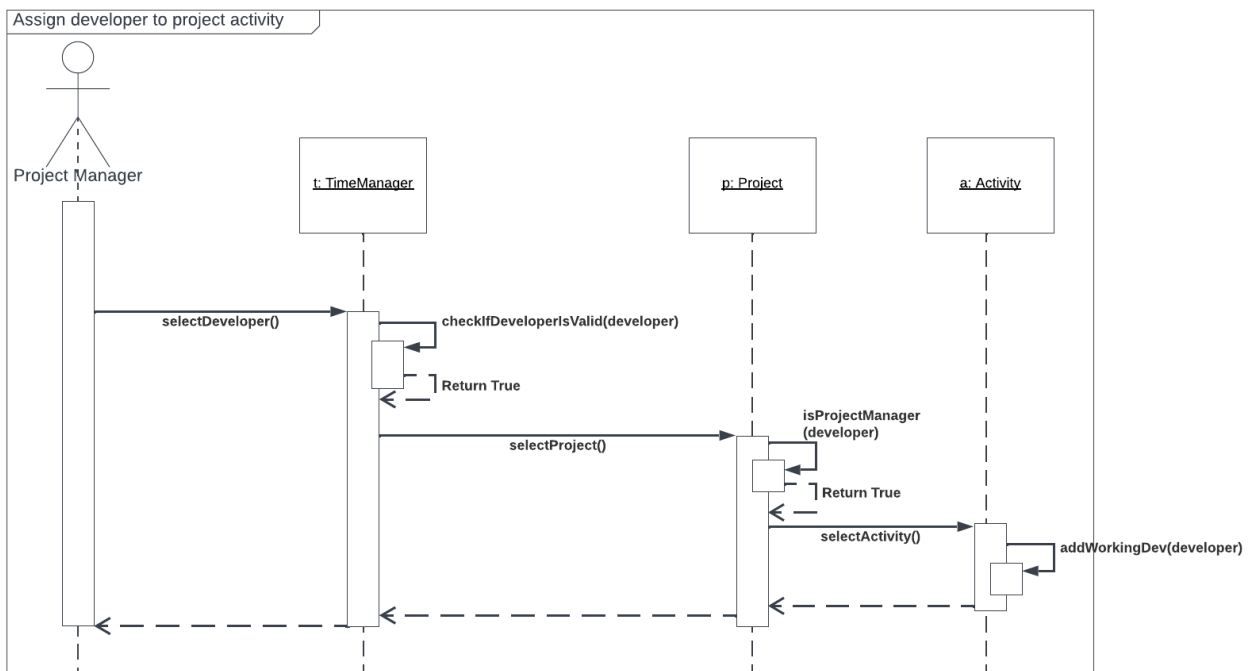 Assign developer to project activity
Project Manager
t: TimeManager
p: Project
a: Activity
selectDeveloper()
checkIfDeveloperIsValid(developer)
Return True
selectProject()
isProjectManager
(developer)
Return True
selectActivity()
addWorkingDev(developer)